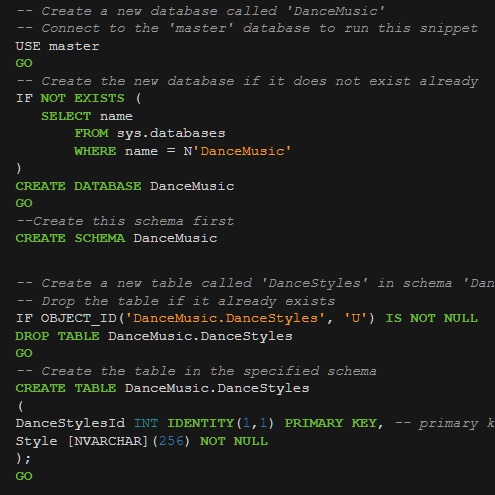 -- Create a new database called 'DanceMusic'
-- Connect to the 'master' database to run this snippet
USE master
GO
-- Create the new database if it does not exist already
IF NOT EXISTS (
   SELECT name
       FROM sys.databases
       WHERE name = N'DanceMusic'
)
CREATE DATABASE DanceMusic
GO
--Create this schema first
CREATE SCHEMA DanceMusic
-- Create a new table called 'DanceStyles' in schema 'Dan
-- Drop the table if it already exists
IF OBJECT_ID('DanceMusic.DanceStyles', 'U') IS NOT NULL
DROP TABLE DanceMusic.DanceStyles
GO
-- Create the table in the specified schema
CREATE TABLE DanceMusic.DanceStyles
(
DanceStylesId INT IDENTITY(1,1) PRIMARY KEY, -- primary k
Style [NVARCHAR](256) NOT NULL
);
GO